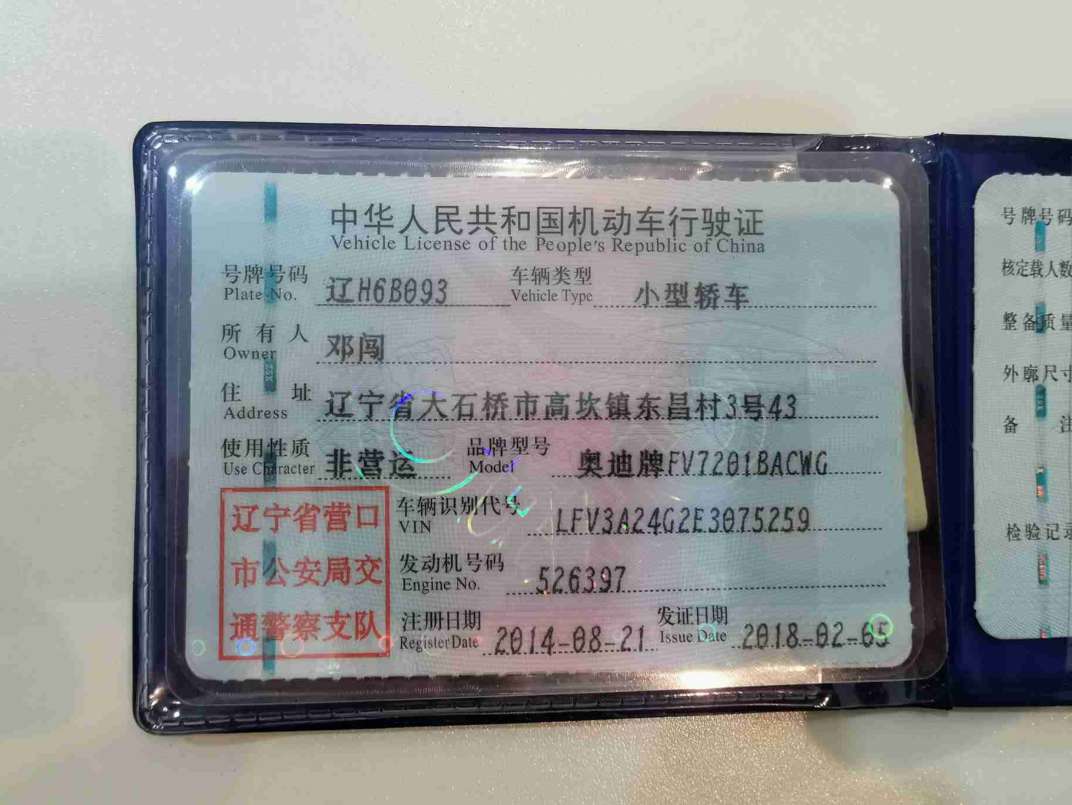 中华人民共和国机动车行驶证
Vehicle License of the People's Republic of China
号牌号码 辽H6B093 车辆类型 小型轿车
Plate No. Vehicle Type
所有人 邓闯
Owner
住址 辽宁省大石桥市高坎镇东昌村3号43
Address
使用性质 非营运 品牌型号 奥迪牌FV7201BACWG
Use Character Model
辽宁省营口
市公安局交
通警察支队
车辆识别代号 LFV3A24G2E3075259
VIN
发动机号码 526397
Engine No.
注册日期 2014-08-21 发证日期 2018-02-05
Register Date Issue Date
号牌号码
核定载人数
整备质量
外廓尺寸
备注
检验记录